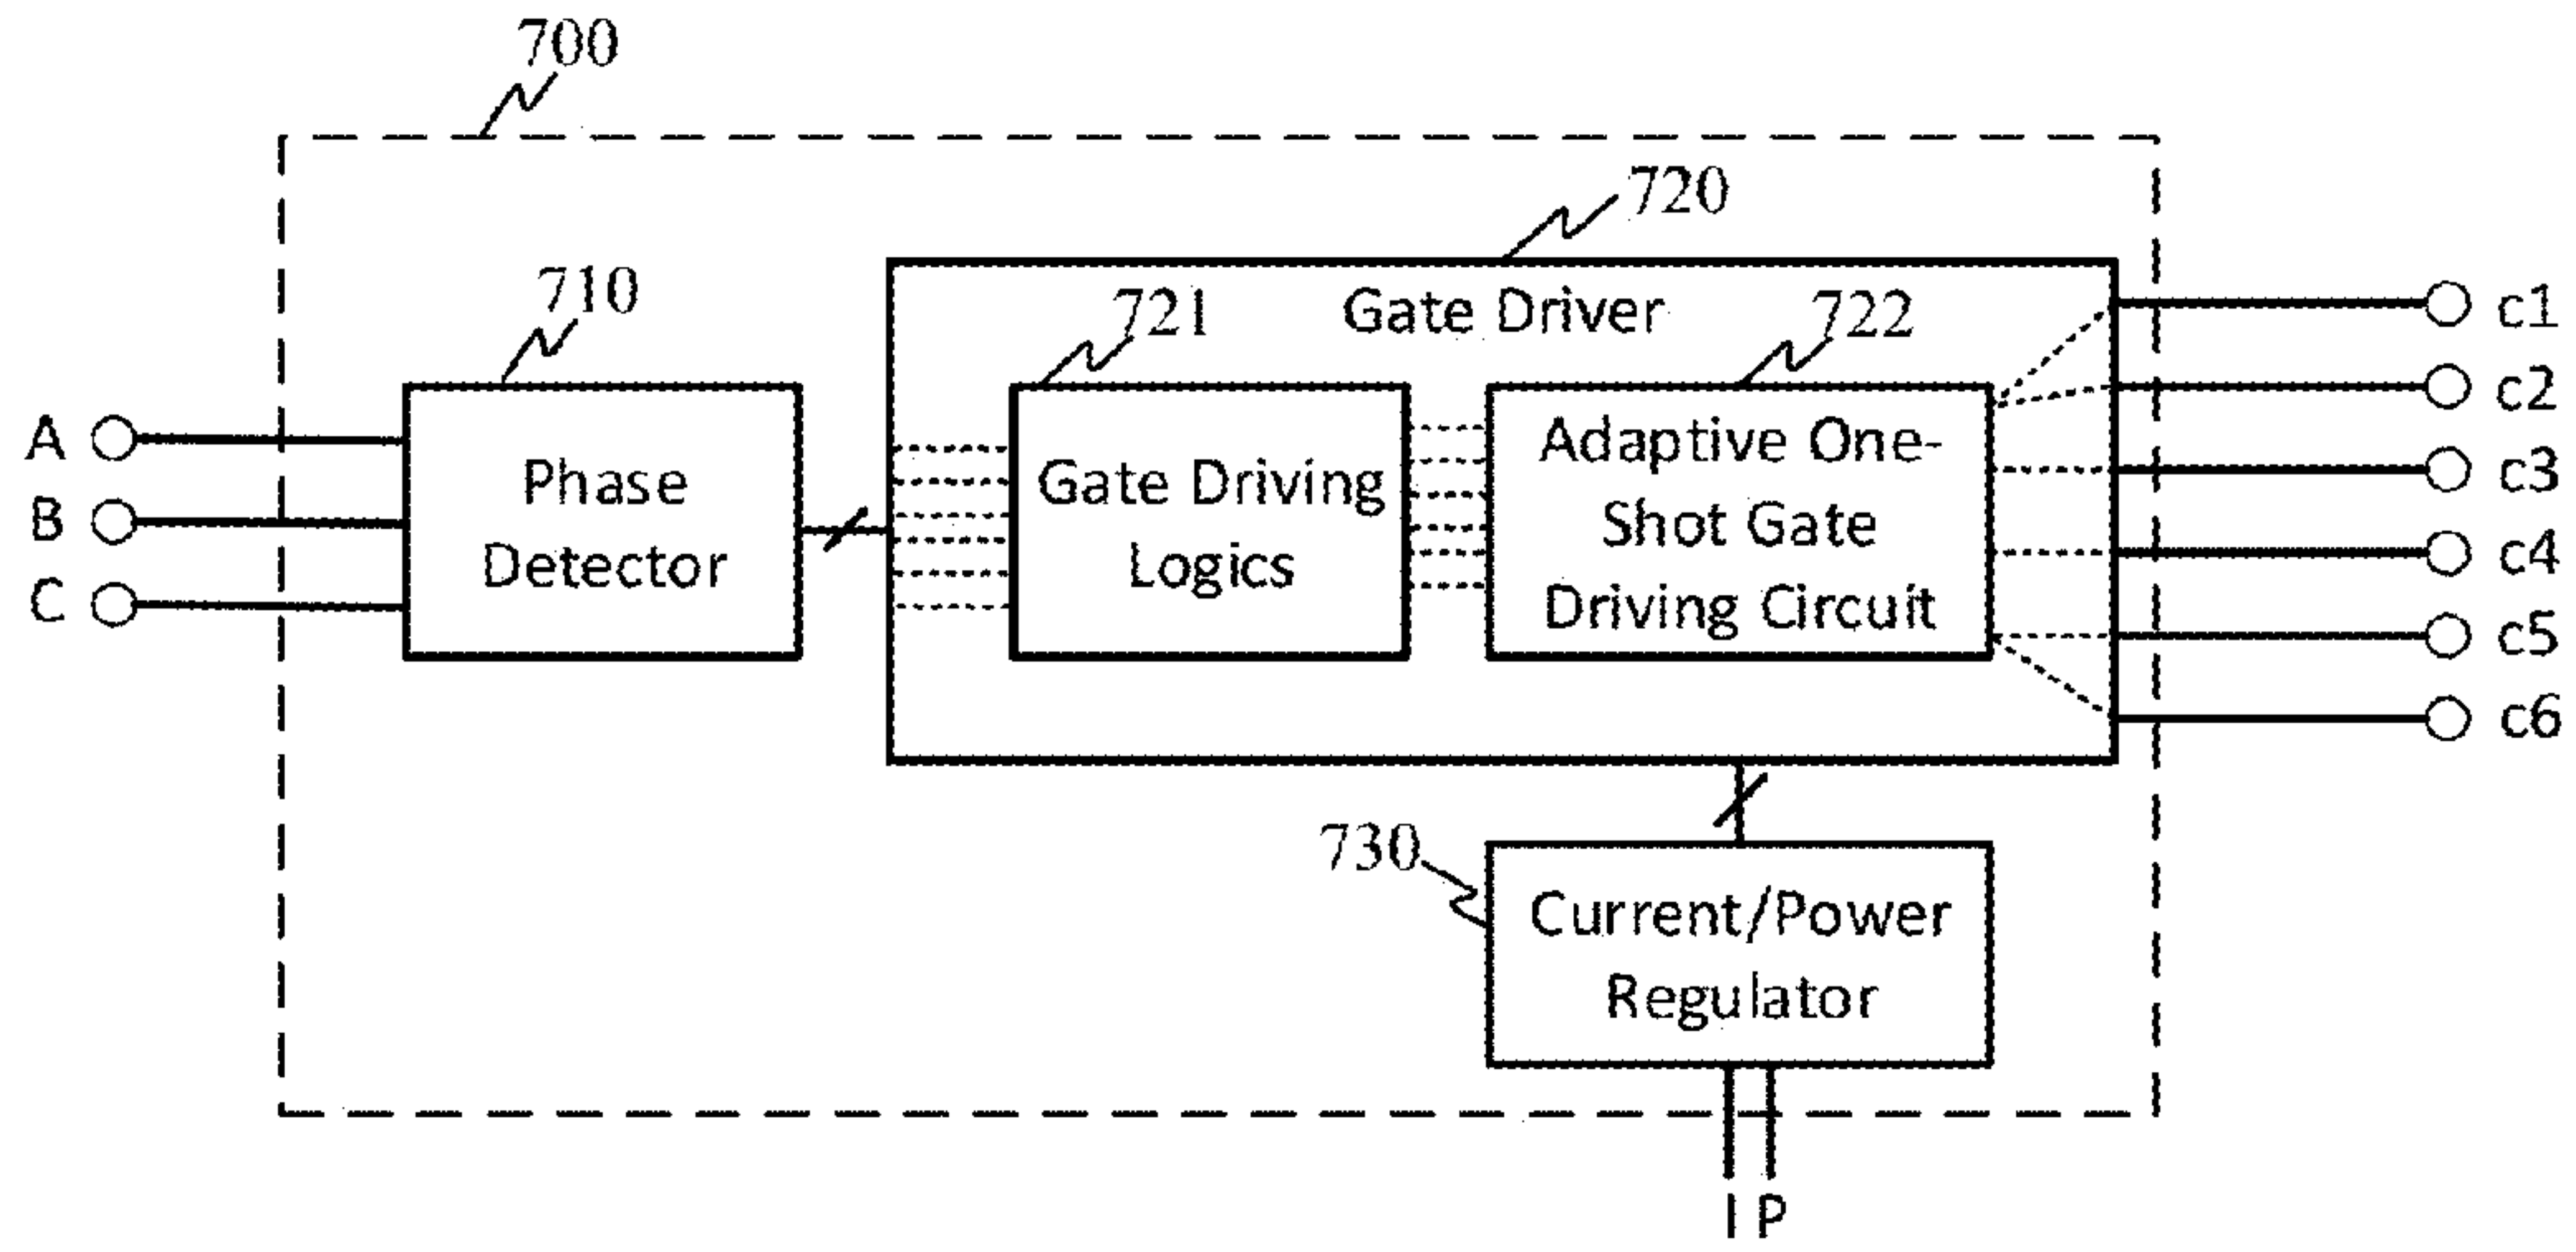 700
720
710
721
Gate Driver
722
c1
c2
A
Phase
Detector
Gate Driving
Logics
Adaptive One-
Shot Gate
Driving Circuit
c3
B
c4
C
c5
c6
730
Current/Power
Regulator
I P